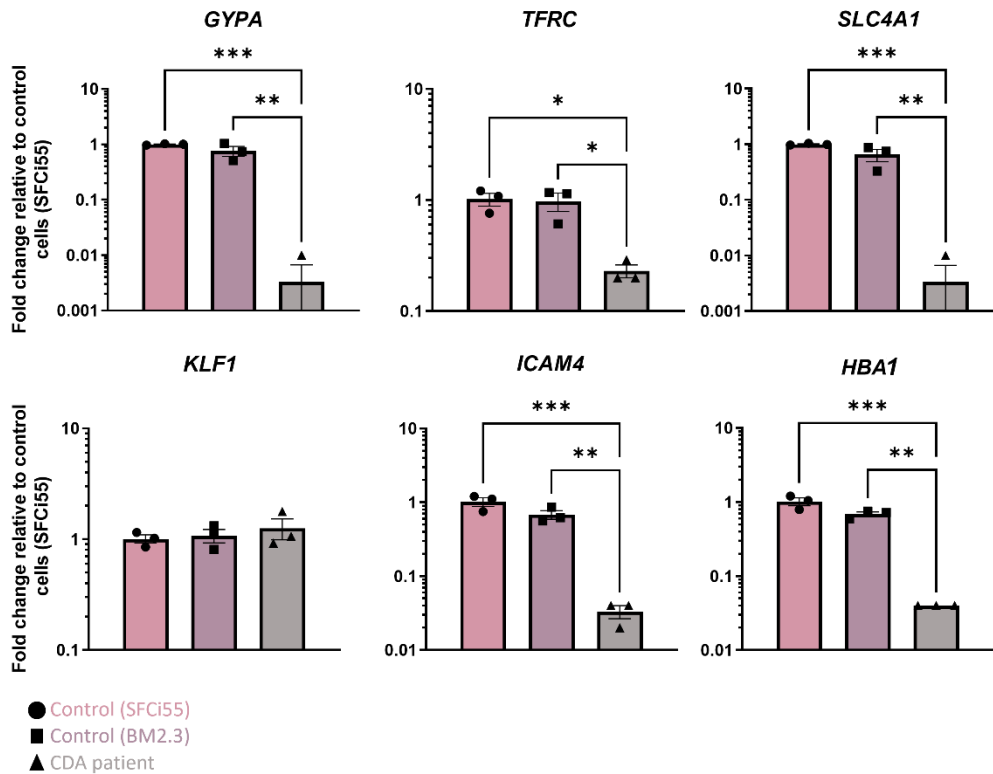 GYPA
TFRC
SLC4A1
Fold change relative to control
cells (SFCi55)
10
1
0.1
0.01
0.001
***
**
10
1
0.1
*
*
10
1
0.1
0.01
0.001
***
**
KLF1
ICAM4
HBA1
Fold change relative to control
cells (SFCi55)
10
1
0.1
10
1
0.1
0.01
***
**
10
1
0.1
0.01
***
**
Control (SFCi55)
Control (BM2.3)
CDA patient